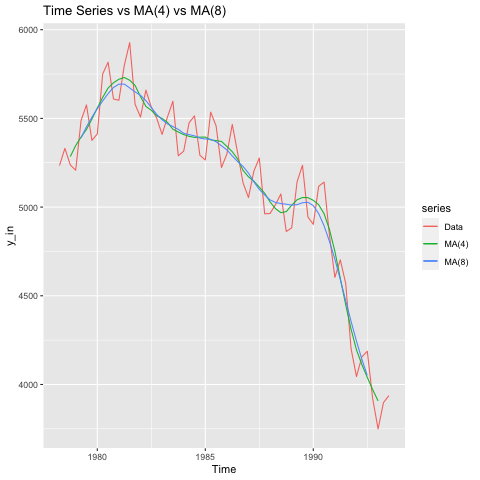 Time Series vs MA(4) vs MA(8)
6000
5500
5000
4500
4000
y_in
1980
1985
1990
Time
series
Data
MA(4)
MA(8)